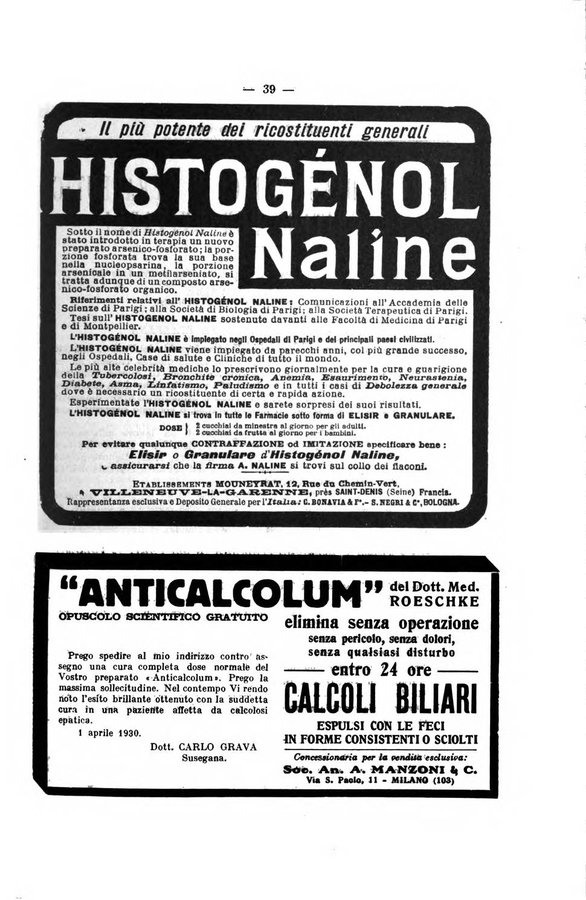 — 39 —
Il più potente dei ricostituenti generali
HISTOGÉNOL
Naline
Sotto il nome di Histogénol Naline è
stato introdotto in terapia un nuovo
preparato arsenico-fosforato; la por-
zione fosforata trova la sua base
nella nucleopsarina, la porzione
arsenicale in un metilarseniato, si
tratta adunque di un composto arse-
nico-fosforato organico.
Riferimenti relativi all' HISTOGÉNOL NALINE: Comunicazioni all'Accademia delle
Scienze di Parigi; alla Società di Biologia di Parigi; alla Società Terapeutica di Parigi.
Tesi sull' HISTOGENOL NALINE sostenute davanti alle Facoltà di Medicina di Parigi
e di Montpellier.
L'HISTOGÉNOL NALINE è impiegato negli Ospedali di Parigi e dei principali paesi civilizzati.
L'HISTOGÉNOL NALINE viene impiegato da parecchi anni, col più grande successo,
negli Ospedali, Case di salute e Cliniche di tutto il mondo.
Le più alte celebrità mediche lo prescrivono giornalmente per la cura e guarigione
della Tubercolosi, Bronchite cronica, Anemia, Esaurimento, Neurastenia,
Diabete, Asma, Linfatismo, Paludismo e in tutti i casi di Debolezza generale
dove è necessario un ricostituente di certa e rapida azione.
Esperimentate l'HISTOGÉNOL NALINE e sarete sorpresi dei suoi risultati.
L'HISTOGÉNOL NALINE si trova in tutte le Farmacie sotto forma di ELISIR e GRANULARE.
DOSE { 2 cucchiai da minestra al giorno per gli adulti.
2 cucchiai da frutta al giorno per i bambini.
Per evitare qualunque CONTRAFFAZIONE od IMITAZIONE specificare bene:
Elisir o Granulare d'Histogénol Naline,
assicurarsi che la firma A. NALINE si trovi sul collo dei flaconi.
ETABLISSEMENTS MOUNEYRAT, 12, Rue du Chemin-Vert,
à VILLENEUVE-LA-GARENNE, près SAINT-DENIS (Seine) Francia.
Rappresentanza esclusiva e Deposito Generale per l'Italia: G. BONAVIA & Fⁱ.- S. NEGRI & Cⁱ, BOLOGNA.
"ANTICALCOLUM" del Dott. Med.
ROESCHKE
OPUSCOLO SCIENTIFICO GRATUITO
Prego spedire al mio indirizzo contro as-
segno una cura completa dose normale del
Vostro preparato «Anticalcolum». Prego la
massima sollecitudine. Nel contempo Vi rendo
noto l'esito brillante ottenuto con la suddetta
cura in una paziente affetta da calcolosi
epatica.
1 aprile 1930.
Dott. CARLO GRAVA
Susegana.
elimina senza operazione
senza pericolo, senza dolori,
senza qualsiasi disturbo
entro 24 ore
CALCOLI BILIARI
ESPULSI CON LE FECI
IN FORME CONSISTENTI O SCIOLTI
Concessionaria per la vendita esclusiva:
Soc. An. A. MANZONI & C.
Via S. Paolo, 11 - MILANO (103)